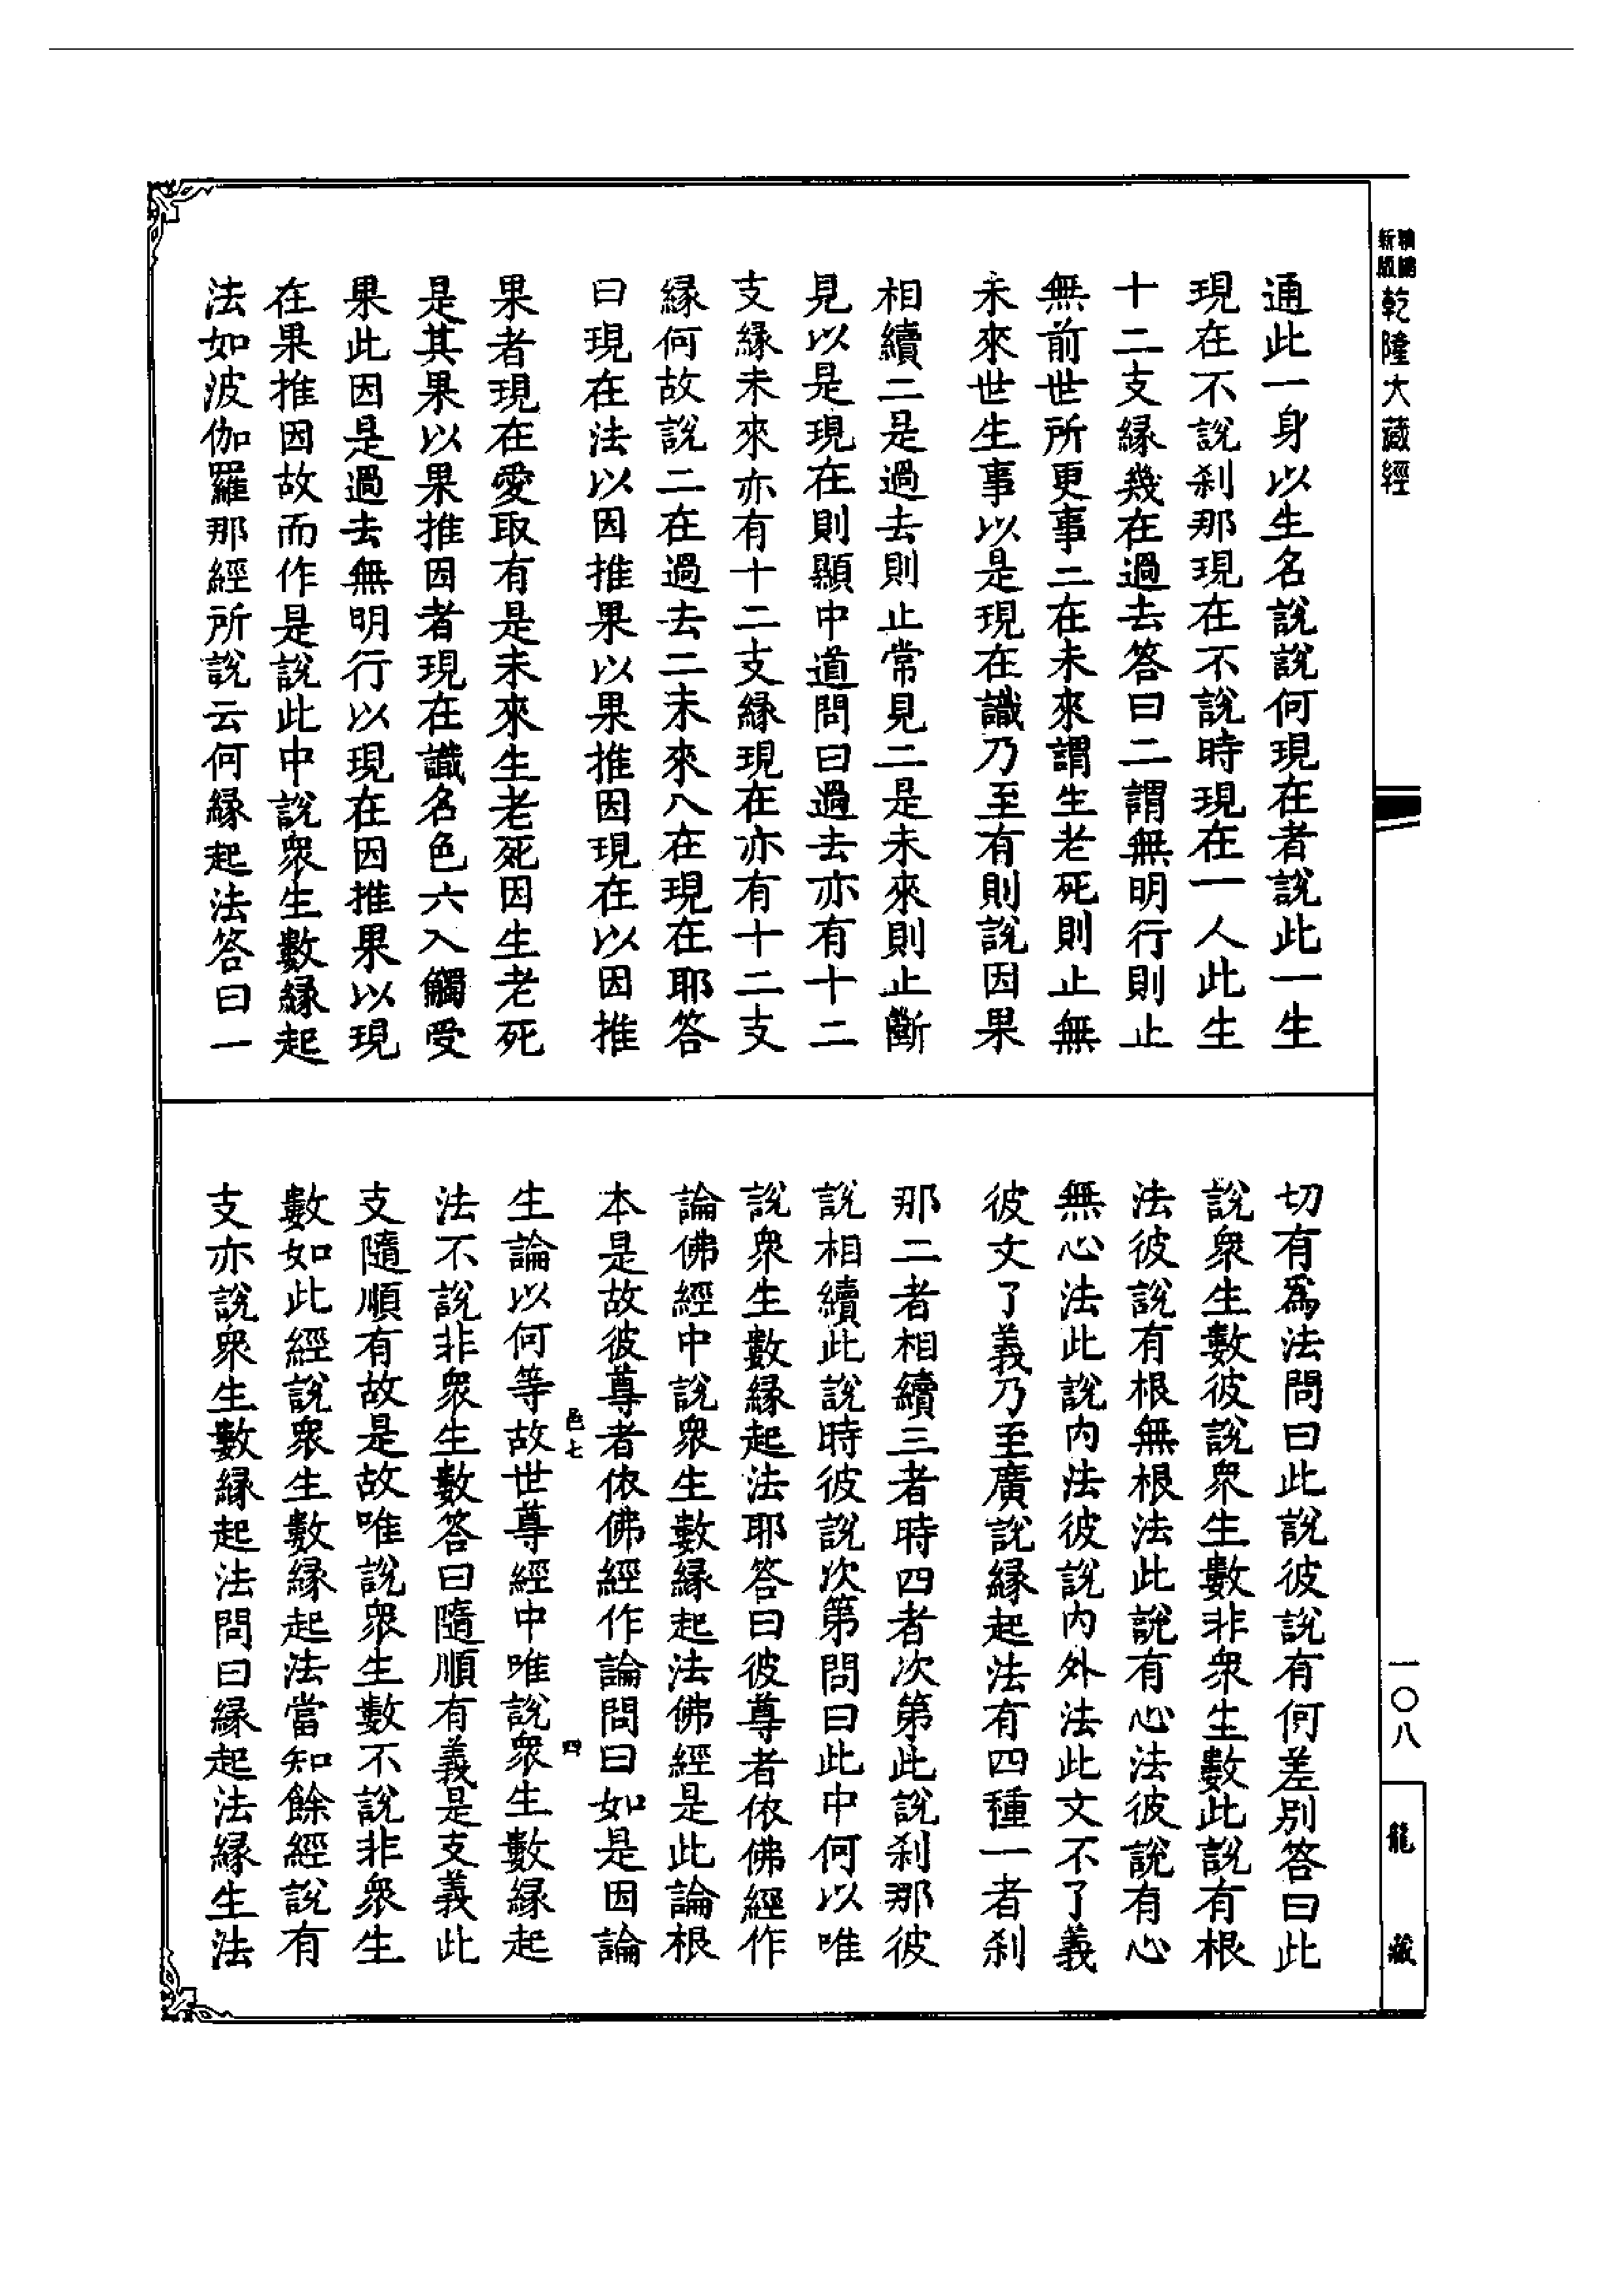 新版
乾隆大藏經
通此一身以生名說說何現在者說此一生
現在不說刹那現在不說時現在一人此生
十二支緣幾在過去答曰二謂無明行則止
無前世所更事二在未來謂生老死則止無
未來世生事以是現在識乃至有則說因果
相續二是過去則止常見二是未來則止斷
見以是現在則顯中道問曰過去亦有十二
支緣未來亦有十二支緣現在亦有十二支
緣何故說二在過去二未來八在現在耶答
曰現在法以因推果以果推因現在以因推
果者現在愛取有是未來生老死因生老死
是其果以果推因者現在識名色六入觸受
果此因是過去無明行以現在因推果以現
在果推因故而作是說此中說衆生數緣起
法如波伽羅那經所說云何緣起法答曰一
切有爲法問曰此說彼說有何差別答曰此
說衆生數彼說衆生數非衆生數此說有根
法彼說有根無根法此說有心法彼說有心
無心法此說內法彼說內外法此文不了義
彼文了義乃至廣說緣起法有四種一者刹
那二者相續三者時四者次第此說刹那彼
說相續此說時彼說次第問曰此中何以唯
說衆生數緣起法耶答曰彼尊者依佛經作
論佛經中說衆生數緣起法佛經是此論根
本是故彼尊者依佛經作論問曰如是因論
邑七
四
生論以何等故世尊經中唯說衆生數緣起
法不說非衆生數答曰隨順有義是支義此
支隨順有故是故唯說衆生數不說非衆生
數如此經說衆生數緣起法當知餘經說有
支亦說衆生數緣起法問曰緣起法緣生法
一〇八
龍藏